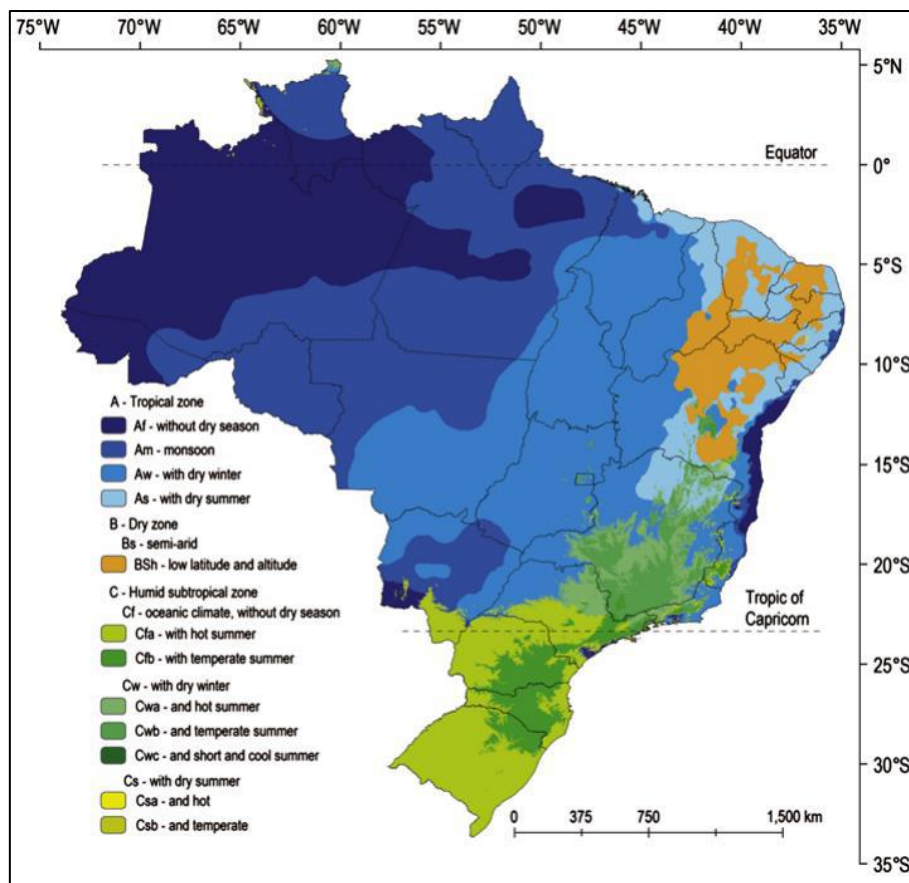 75°W 70°W 65°W 60°W 55°W 50°W 45°W 40°W 35°W
5°N
Equator
0°
5°S
10°S
A - Tropical zone
Af - without dry season
Am - monsoon
Aw - with dry winter
As - with dry summer
15°S
B - Dry zone
Bs - semi-arid
BSh - low latitude and altitude
20°S
C - Humid subtropical zone
Cf - oceanic climate, without dry season
Cfa - with hot summer
Cfb - with temperate summer
Tropic of
Capricorn
25°S
Cw - with dry winter
Cwa - and hot summer
Cwb - and temperate summer
Cwc - and short and cool summer
30°S
Cs - with dry summer
Csa - and hot
Csb - and temperate
0 375 750 1,500 km
35°S